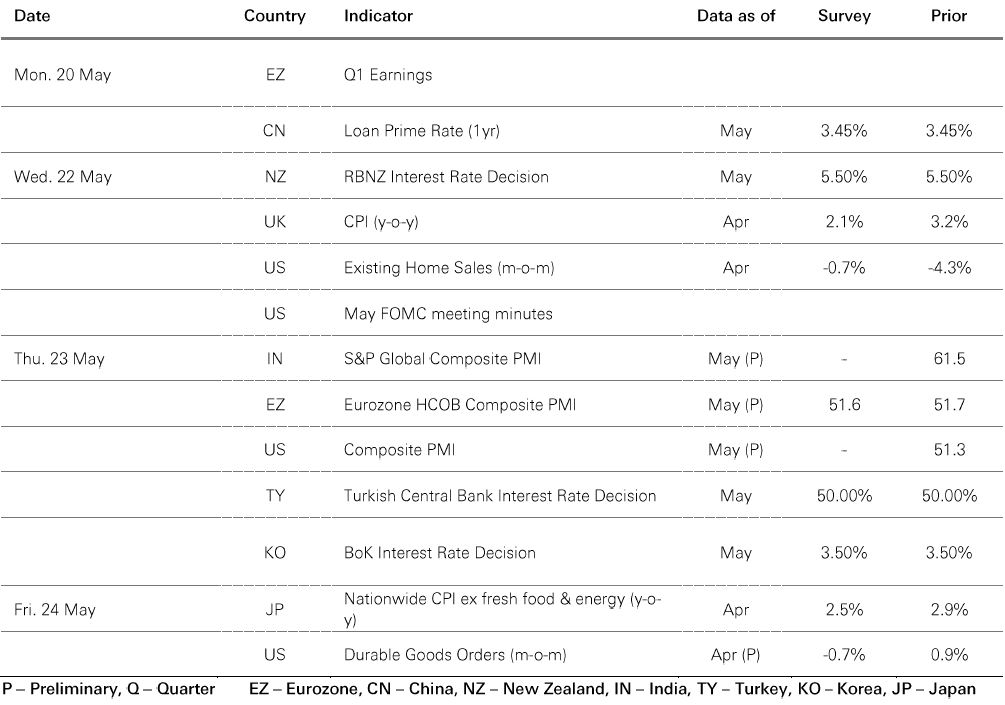 Date Country Indicator Data as of Survey Prior
Mon. 20 May EZ Q1 Earnings
CN Loan Prime Rate (1yr) May 3.45% 3.45%
Wed. 22 May NZ RBNZ Interest Rate Decision May 5.50% 5.50%
UK CPI (y-o-y) Apr 2.1% 3.2%
US Existing Home Sales (m-o-m) Apr -0.7% -4.3%
US May FOMC meeting minutes
Thu. 23 May IN S&P Global Composite PMI May (P) - 61.5
EZ Eurozone HCOB Composite PMI May (P) 51.6 51.7
US Composite PMI May (P) - 51.3
TY Turkish Central Bank Interest Rate Decision May 50.00% 50.00%
KO BoK Interest Rate Decision May 3.50% 3.50%
Fri. 24 May JP Nationwide CPI ex fresh food & energy (y-o- Apr 2.5% 2.9%
y)
US Durable Goods Orders (m-o-m) Apr (P) -0.7% 0.9%
P – Preliminary, Q – Quarter EZ – Eurozone, CN – China, NZ – New Zealand, IN – India, TY – Turkey, KO – Korea, JP – Japan